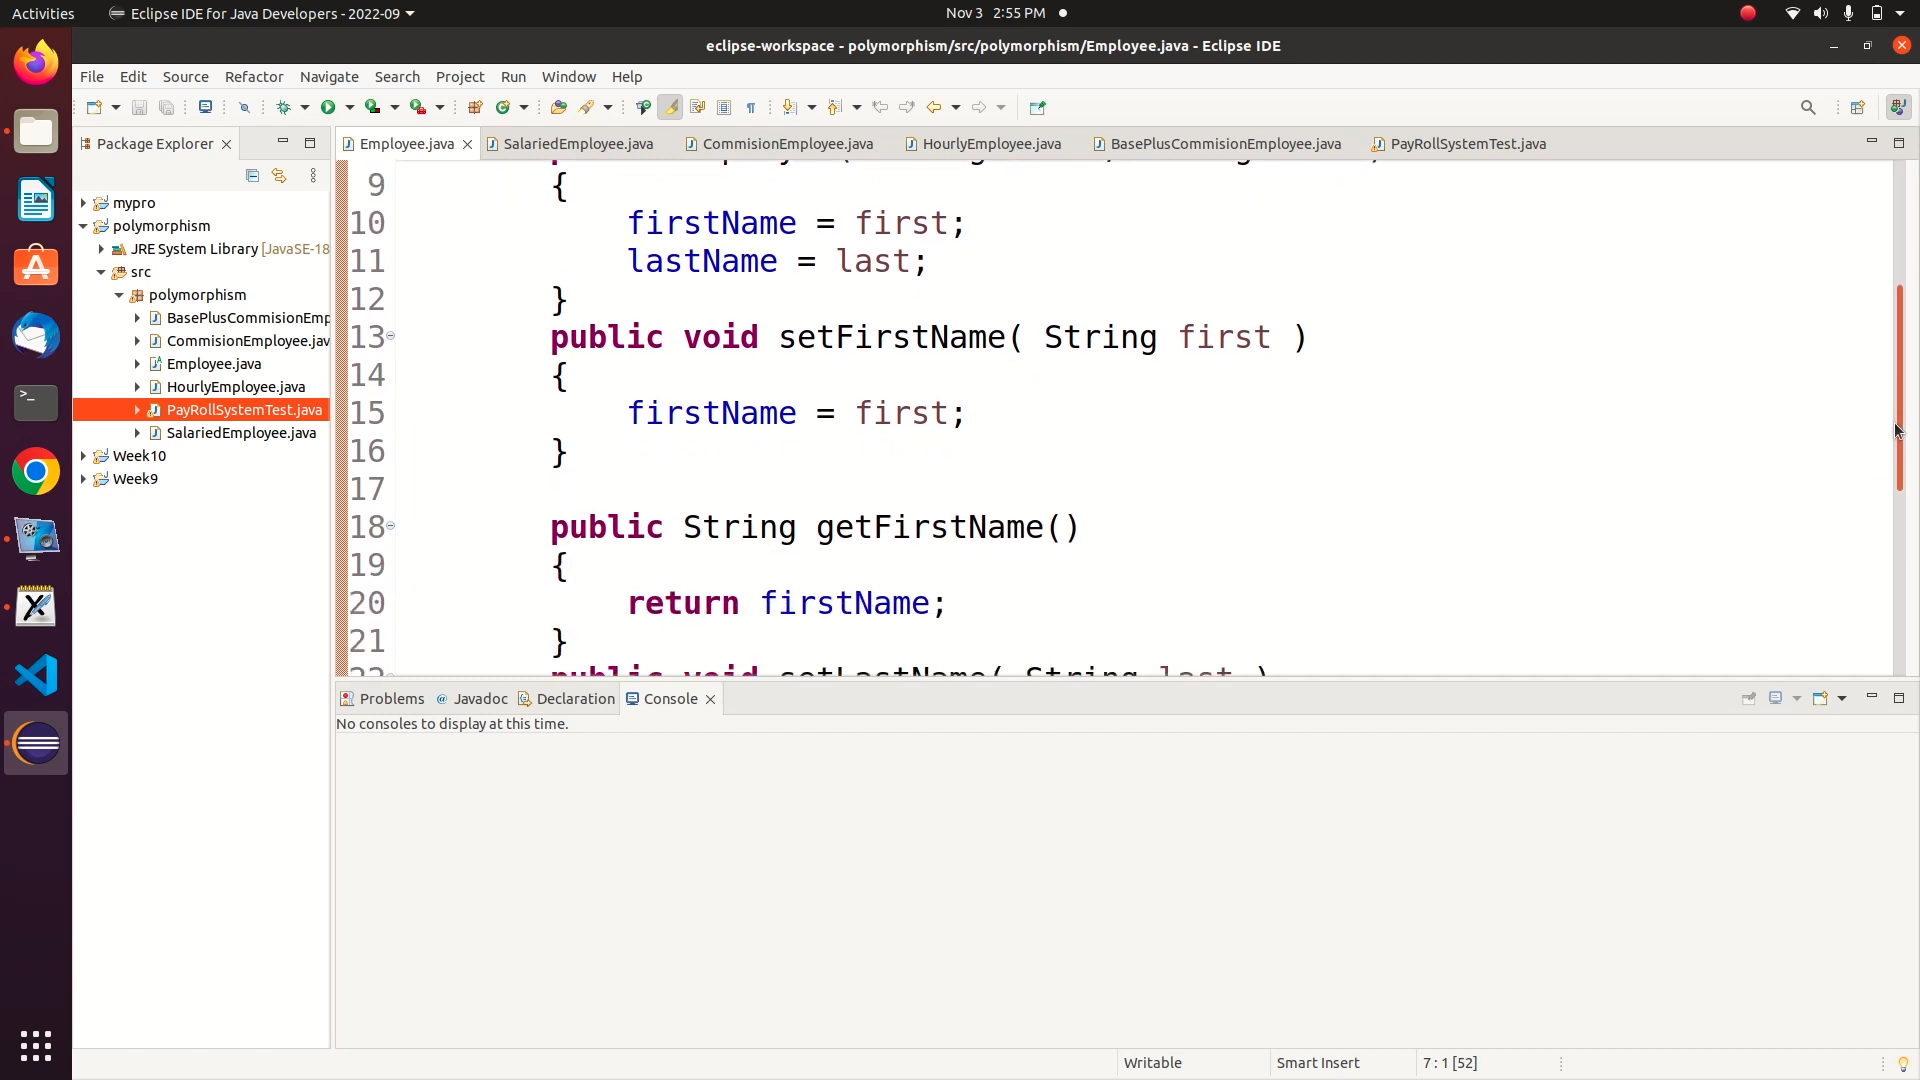 Activities Eclipse IDE for Java Developers - 2022-09 Nov 3 2:55 PM
eclipse-workspace - polymorphism/src/polymorphism/Employee.java - Eclipse IDE
File Edit Source Refactor Navigate Search Project Run Window Help
Package Explorer
Employee.java SalariedEmployee.java CommisionEmployee.java HourlyEmployee.java BasePlusCommisionEmployee.java PayRollSystemTest.java
mypro
polymorphism
JRE System Library [JavaSE-18
src
polymorphism
BasePlusCommisionEmp
CommisionEmployee.jav
Employee.java
HourlyEmployee.java
PayRollSystemTest.java
SalariedEmployee.java
Week10
Week9
9 {
10 firstName = first;
11 lastName = last;
12 }
13 public void setFirstName( String first )
14 {
15 firstName = first;
16 }
17
18 public String getFirstName()
19 {
20 return firstName;
21 }
22 public void setLastName( String last )
Problems Javadoc Declaration Console
No consoles to display at this time.
Writable Smart Insert 7 : 1 [52]